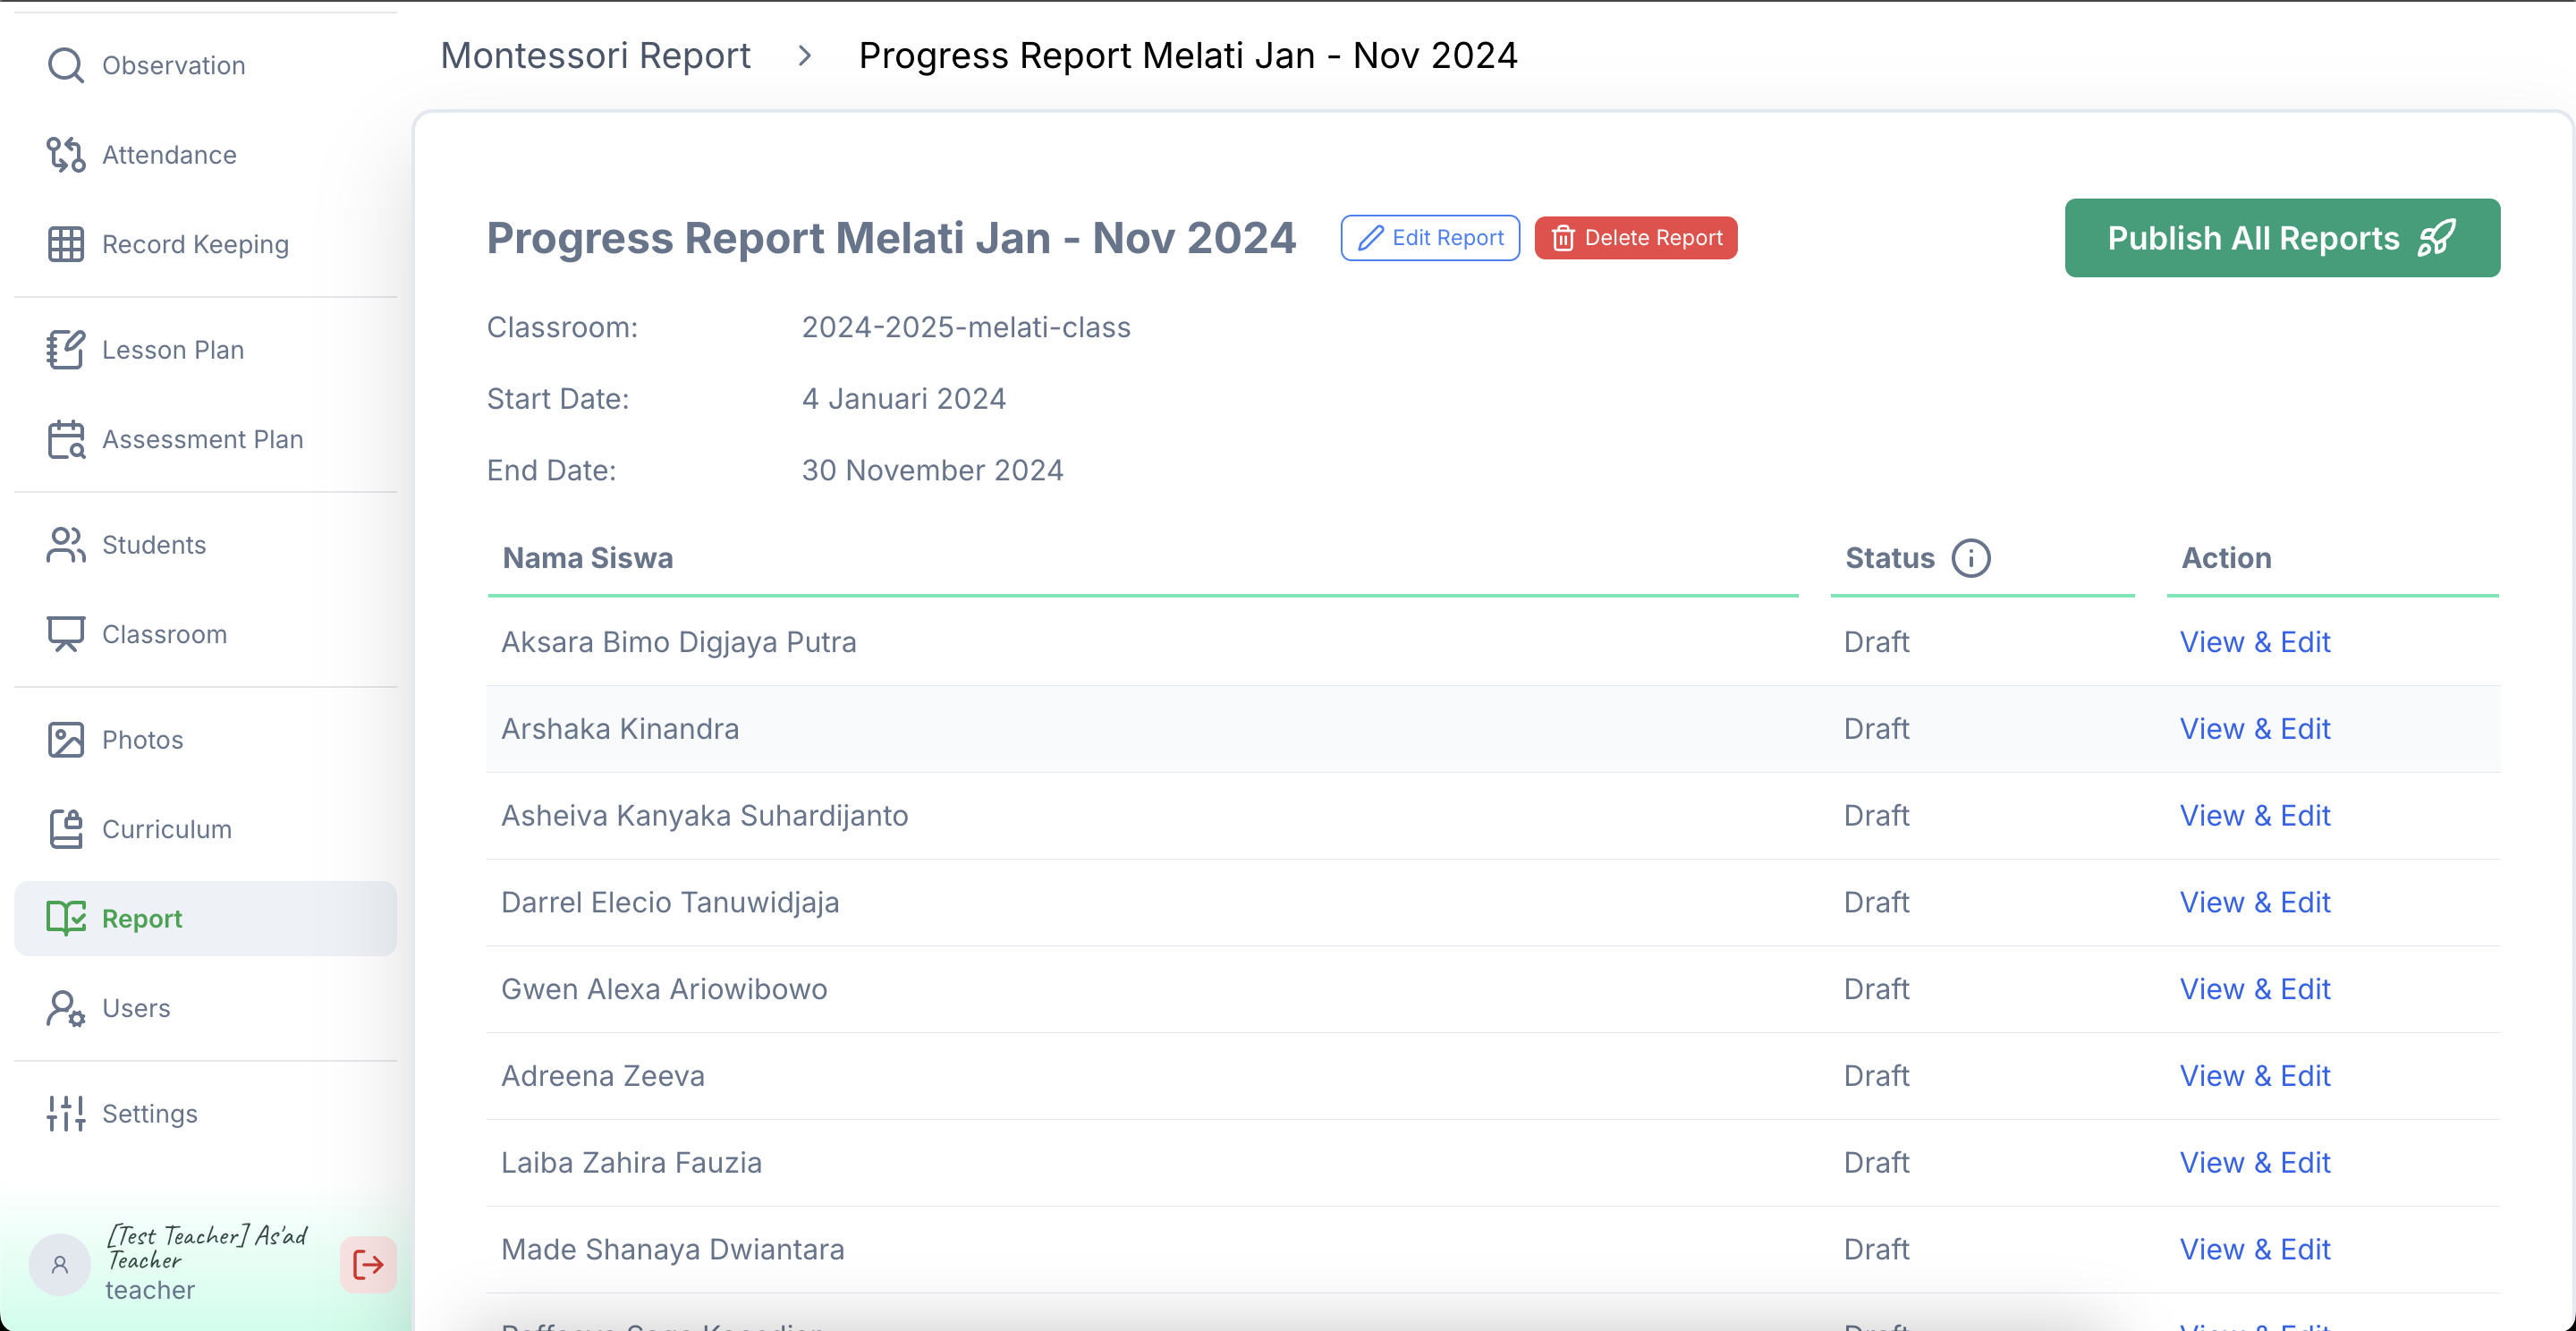 Observation
Attendance
Record Keeping
Lesson Plan
Assessment Plan
Students
Classroom
Photos
Curriculum
Report
Users
Settings
[Test Teacher] As'ad
Teacher
teacher
Montessori Report > Progress Report Melati Jan - Nov 2024
Progress Report Melati Jan - Nov 2024 Edit Report Delete Report Publish All Reports
Classroom: 2024-2025-melati-class
Start Date: 4 Januari 2024
End Date: 30 November 2024
Nama Siswa Status Action
Aksara Bimo Digjaya Putra Draft View & Edit
Arshaka Kinandra Draft View & Edit
Asheiva Kanyaka Suhardijanto Draft View & Edit
Darrel Elecio Tanuwidjaja Draft View & Edit
Gwen Alexa Ariowibowo Draft View & Edit
Adreena Zeeva Draft View & Edit
Laiba Zahira Fauzia Draft View & Edit
Made Shanaya Dwiantara Draft View & Edit
Draft View & Edit